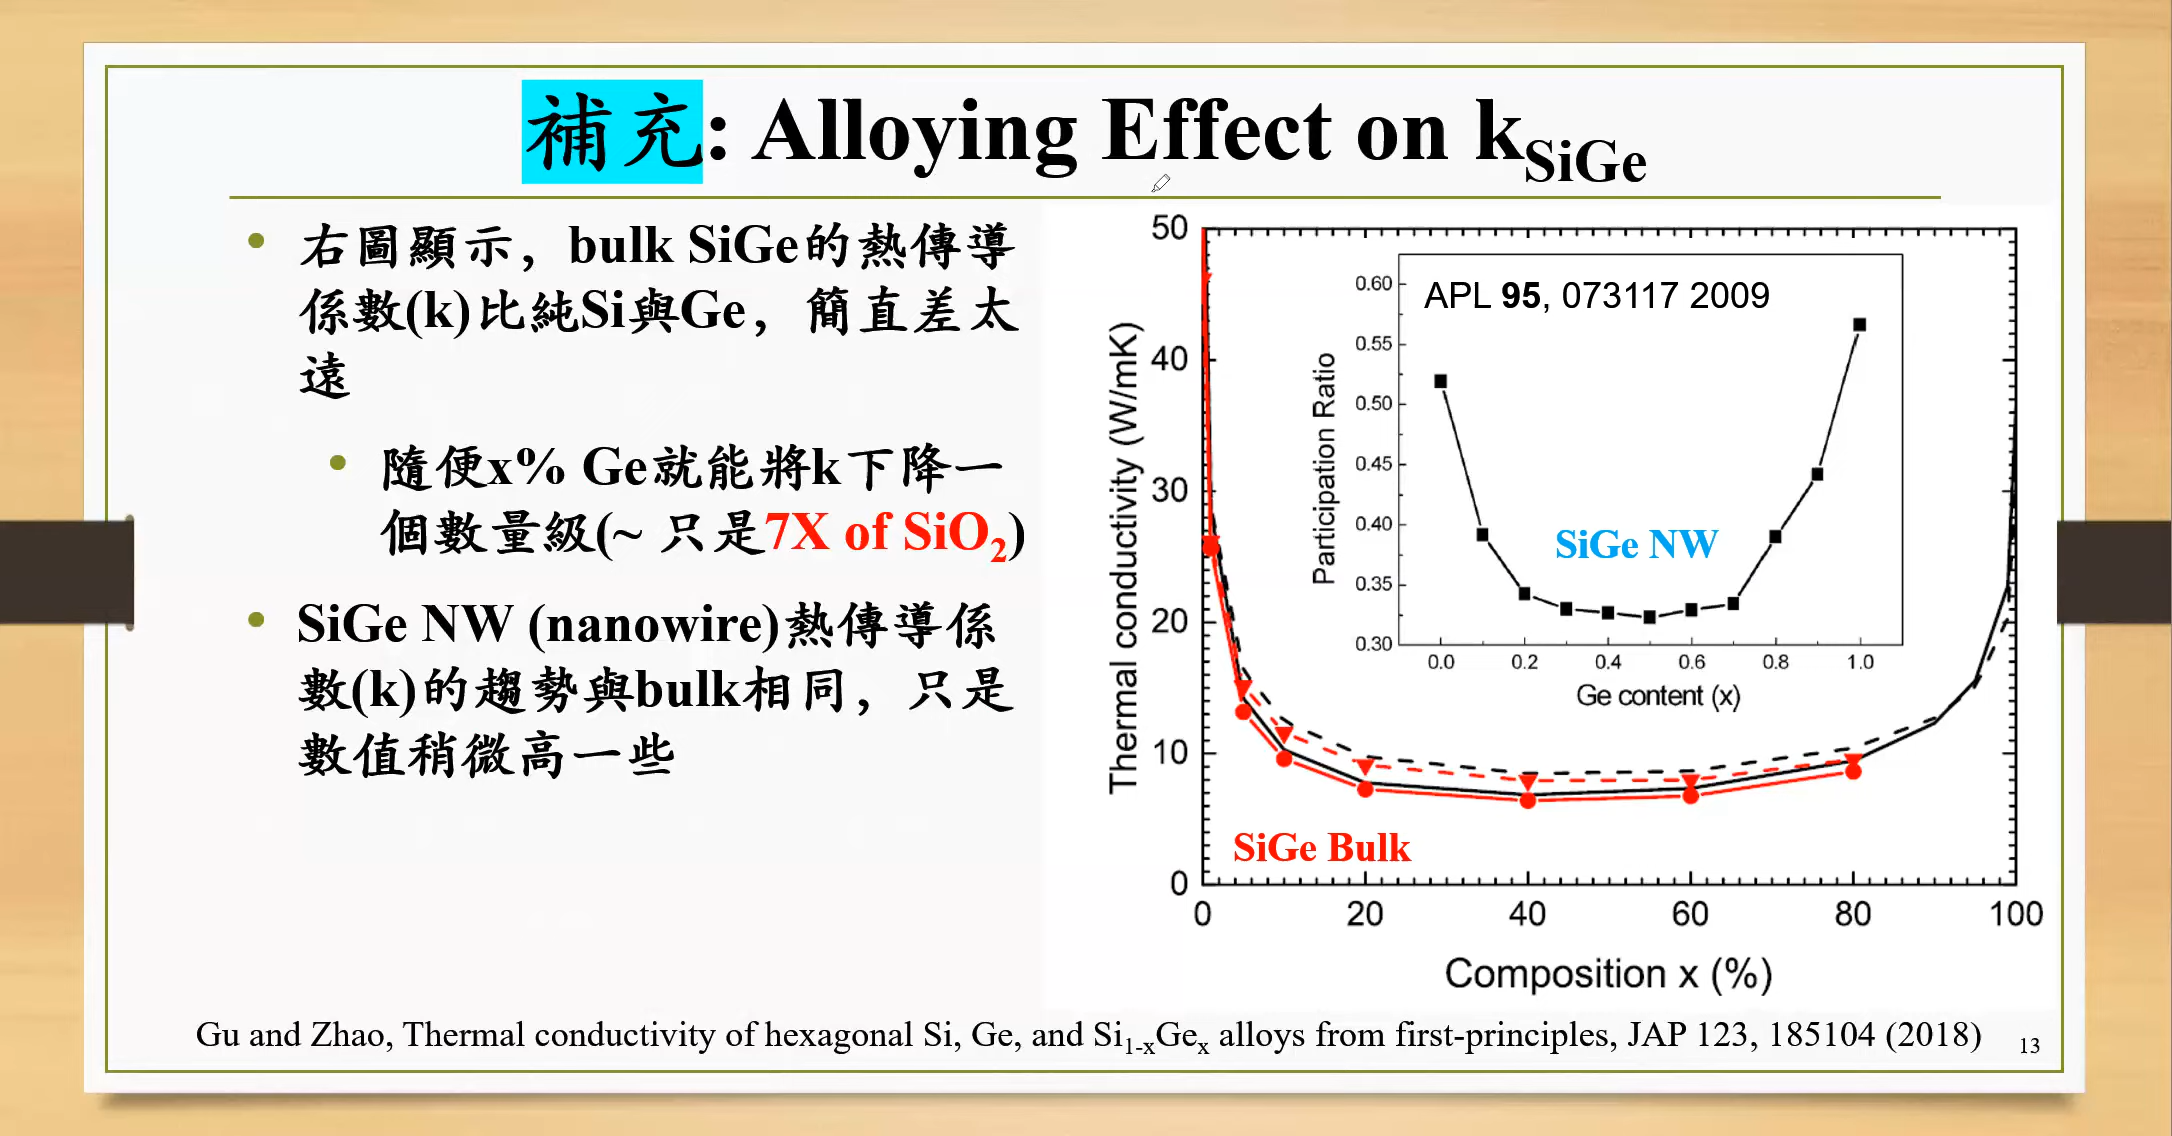 補充: Alloying Effect on kSiGe
右圖顯示，bulk SiGe的熱傳導
係數(k)比純Si與Ge，簡直差太
遠
隨便x% Ge就能將k下降一
個數量級(~ 只是7X of SiO2)
SiGe NW (nanowire)熱傳導係
數(k)的趨勢與bulk相同，只是
數值稍微高一些
Thermal conductivity (W/mK)
50
40
30
20
10
0
0 20 40 60 80 100
Composition x (%)
SiGe Bulk
APL 95, 073117 2009
Participation Ratio
0.60
0.55
0.50
0.45
0.40
0.35
0.30
0.0 0.2 0.4 0.6 0.8 1.0
Ge content (x)
SiGe NW
Gu and Zhao, Thermal conductivity of hexagonal Si, Ge, and Si1-xGex alloys from first-principles, JAP 123, 185104 (2018)
13